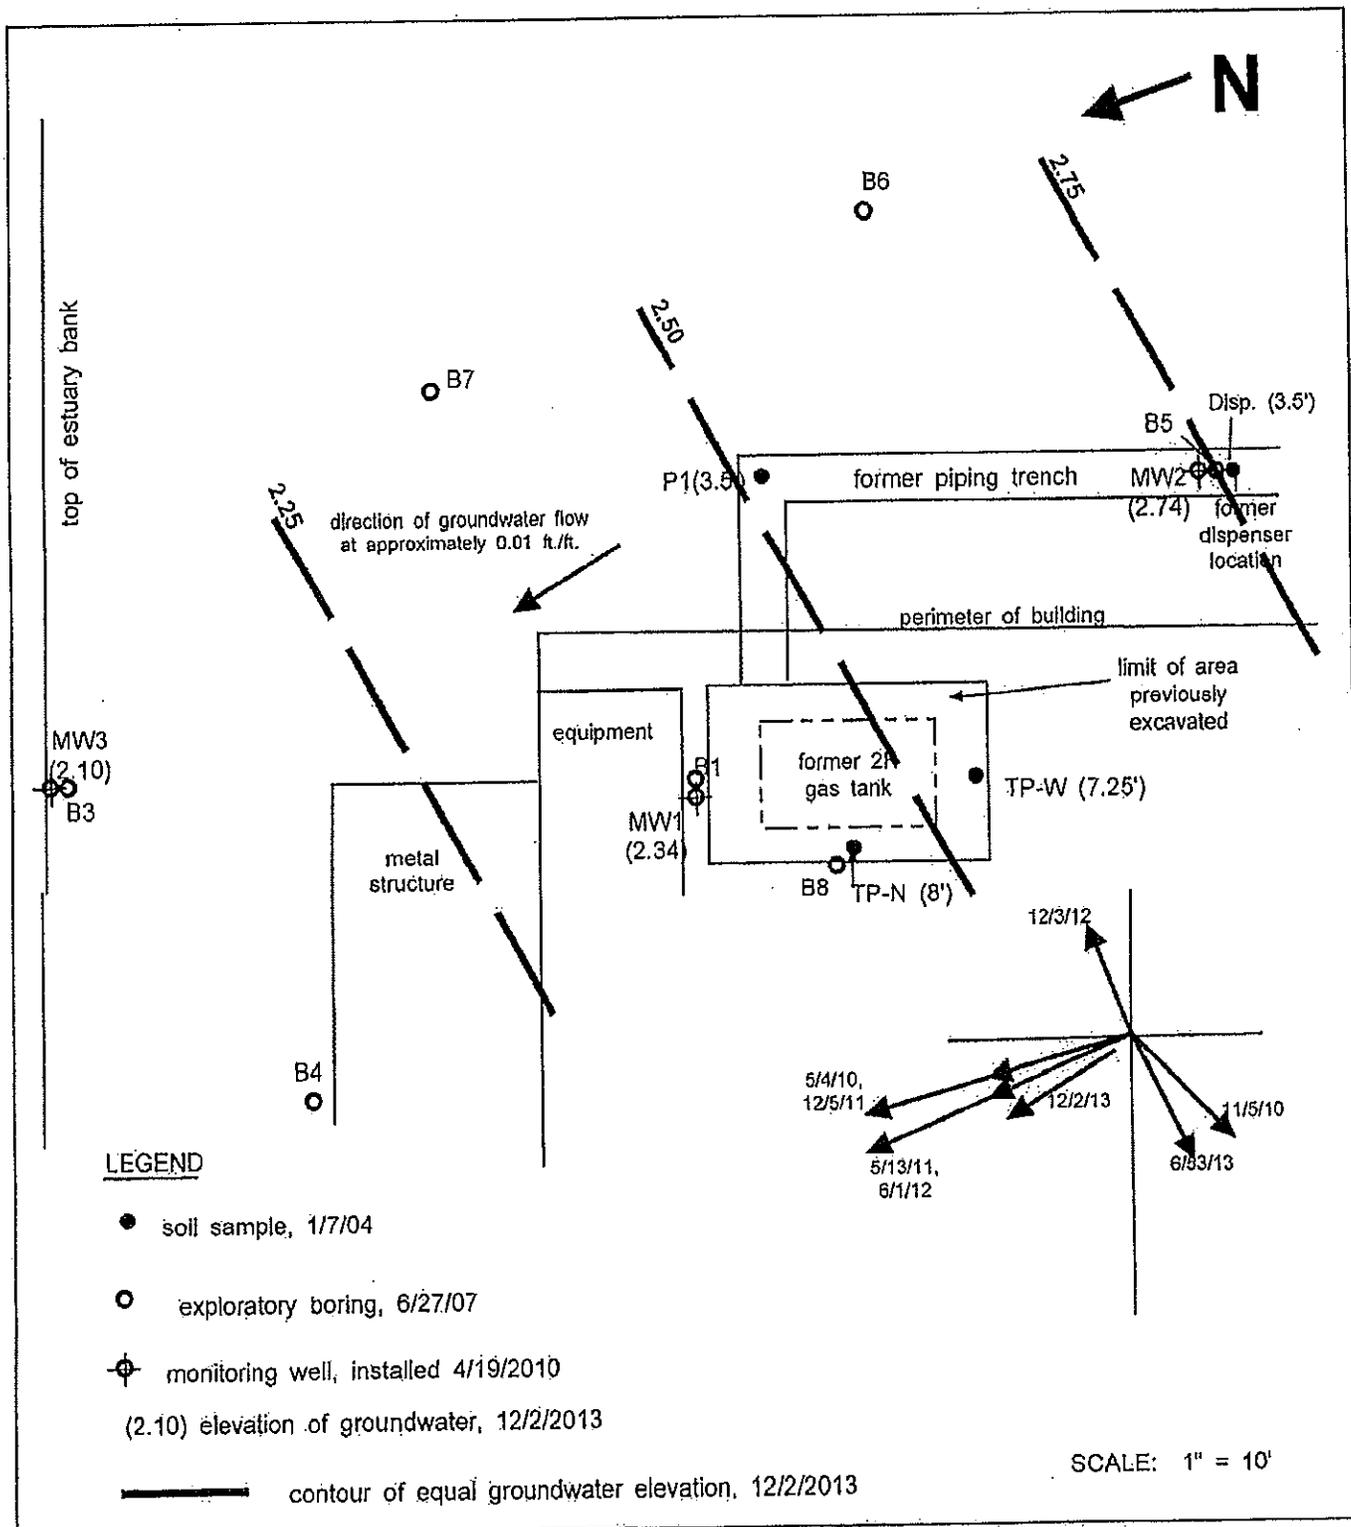 N
2.75
B6
2.50
top of estuary bank
B7
Disp. (3.5')
B5
P1(3.5
former piping trench
MW2
(2.74)
former
dispenser
location
2.25
direction of groundwater flow
at approximately 0.01 ft./ft.
perimeter of building
limit of area
previously
excavated
equipment
MW3
(2.10)
B3
B1
former 2K
gas tank
TP-W (7.25')
MW1
(2.34)
metal
structure
B8
TP-N (8')
12/3/12
B4
5/4/10,
12/5/11
12/2/13
11/5/10
5/13/11,
6/1/12
LEGEND
soil sample, 1/7/04
exploratory boring, 6/27/07
monitoring well, installed 4/19/2010
(2.10) elevation of groundwater, 12/2/2013
contour of equal groundwater elevation, 12/2/2013
SCALE: 1" = 10'